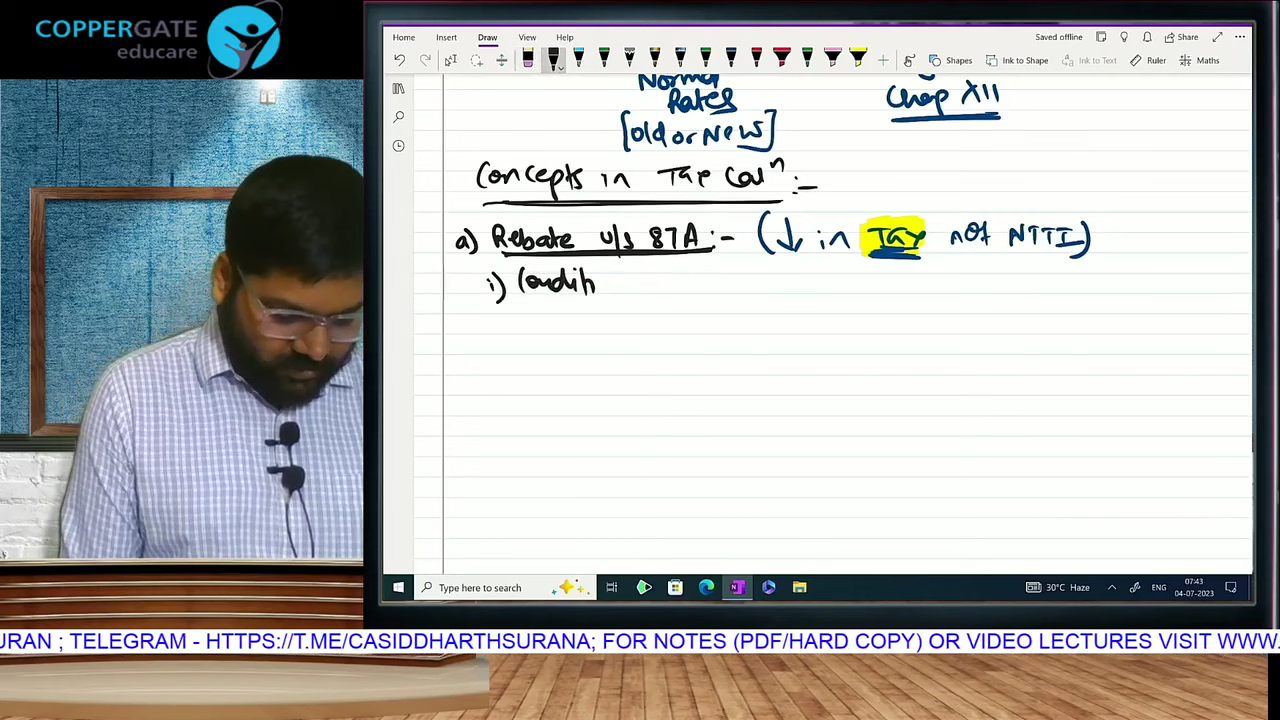 COPPERGATE
educare
Home Insert Draw View Help
Saved offline
Share
Shapes
Ink to Shape
Ink to Text
Ruler
Maths
Normal
Rates
[old or New]
Chap XII
Concepts in Tax Calⁿ :-
a) Rebate u/s 87A :- (↓ in Tax not NTTI)
i) Condit
Type here to search
30°C Haze
ENG
07:43
04-07-2023
URAN ; TELEGRAM - HTTPS://T.ME/CASIDDHARTHSURANA; FOR NOTES (PDF/HARD COPY) OR VIDEO LECTURES VISIT WWW.